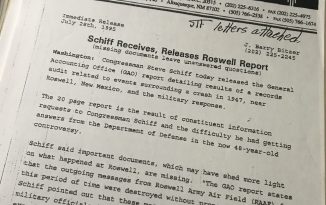 Albuquerque, NM 87102
Immediate Release
July 28th, 1995
Letters attached
J. Barry Bitzer
(202) 225-2245
Schiff Receives, Releases Roswell Report
(missing documents leave unanswered questions)
Washington: Congressman Steve Schiff today released the General
Accounting Office (GAO) report detailing results of a records
audit related to events surrounding a crash in 1947, near
Roswell, New Mexico, and the military response.
The 20 page report is the result of constituent information
requests to Congressman Schiff and the difficulty he had getting
answers from the Department of Defense in the now 48-year-old
controversy.
Schiff said important documents, which may have shed more light
on what happened at Roswell, are missing. "The GAO report states
that the outgoing messages from Roswell Army Air Field (RAAF)
this period of time were destroyed without
Schiff pointed out that these
military